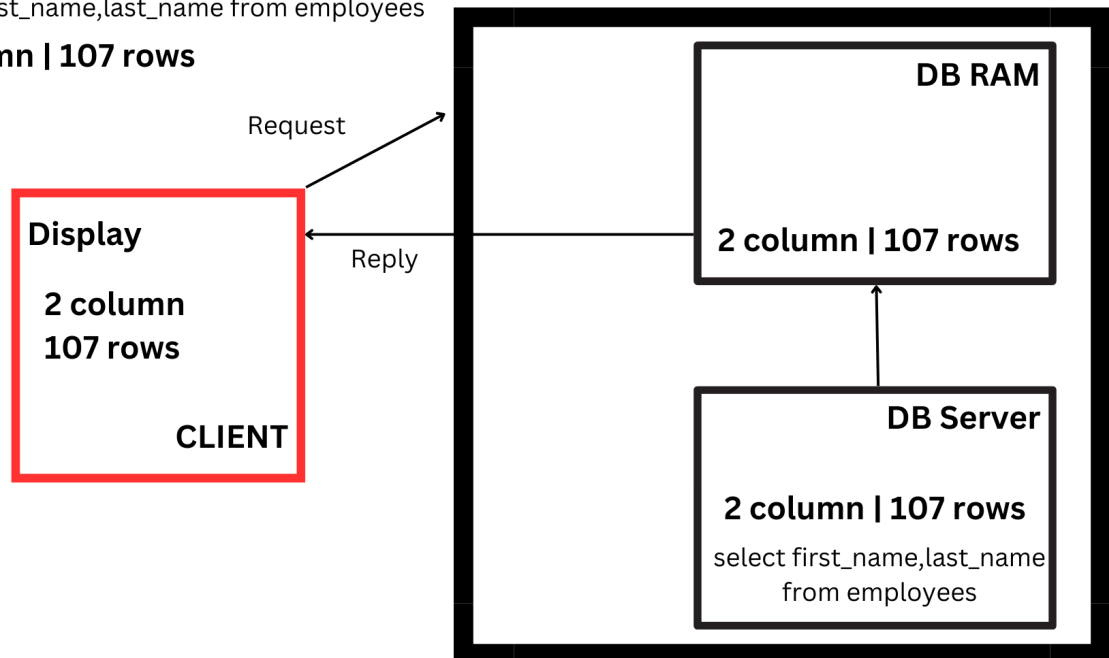 st_name,last_name from employees
mn | 107 rows
Request
Reply
Display
2 column
107 rows
CLIENT
DB RAM
2 column | 107 rows
DB Server
2 column | 107 rows
select first_name,last_name
from employees